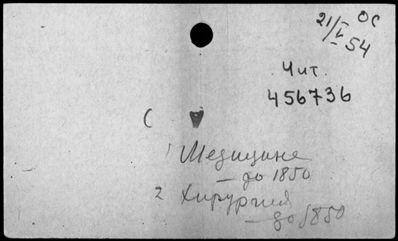 ОС
21/V 54
Чит.
456736
С
1 Медицина
— до 1850
2 Хирургия
— до 1850